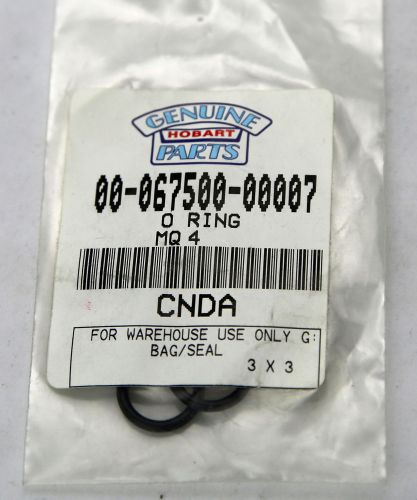 GENUINE
HOBART
PARTS
00-067500-00007
O RING
MQ 4
CNDA
FOR WAREHOUSE USE ONLY G:
BAG/SEAL
3 X 3